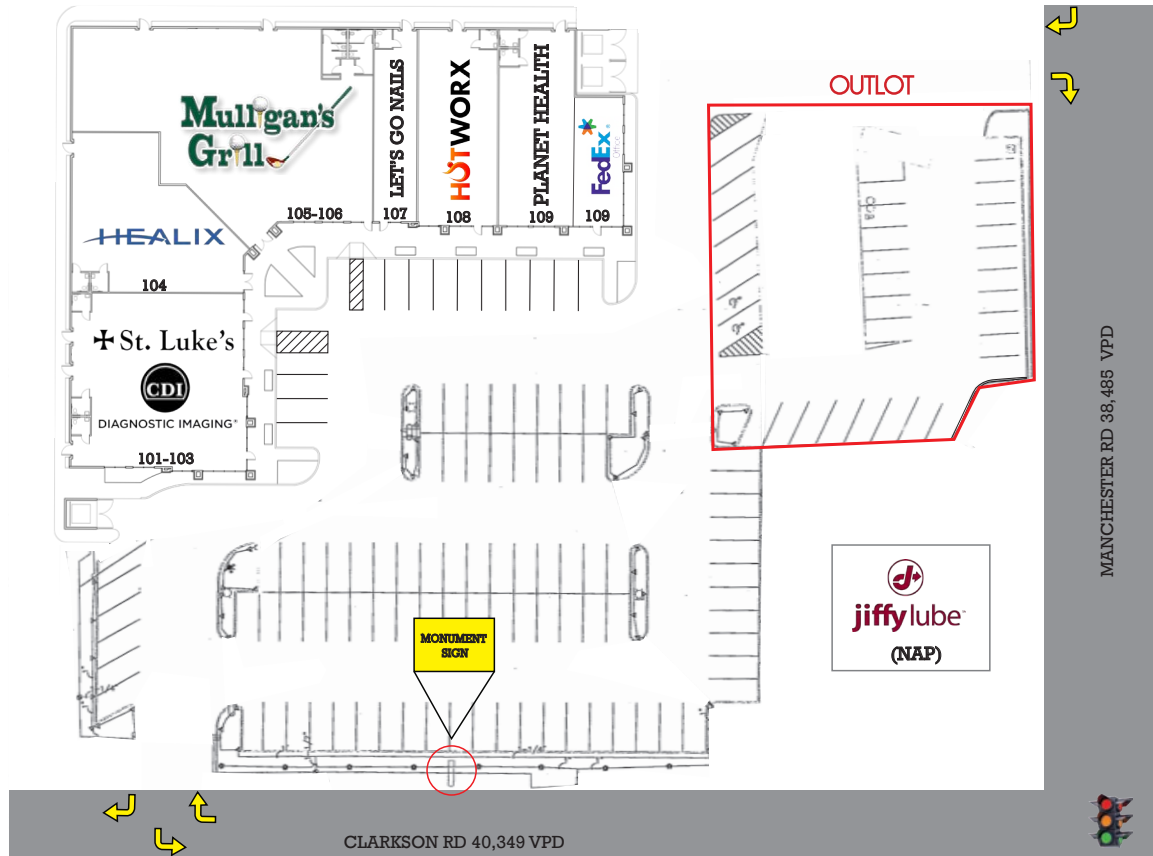 OUTLOT
Mulligan's
Grill
LET'S GO NAILS
HOTWORX
PLANET HEALTH
FedEx
Office
105-106
107
108
109
109
HEALIX
104
St. Luke's
CDI
DIAGNOSTIC IMAGING
101-103
MANCHESTER RD 38,485 VPD
jiffy lube
(NAP)
MONUMENT
SIGN
CLARKSON RD 40,349 VPD